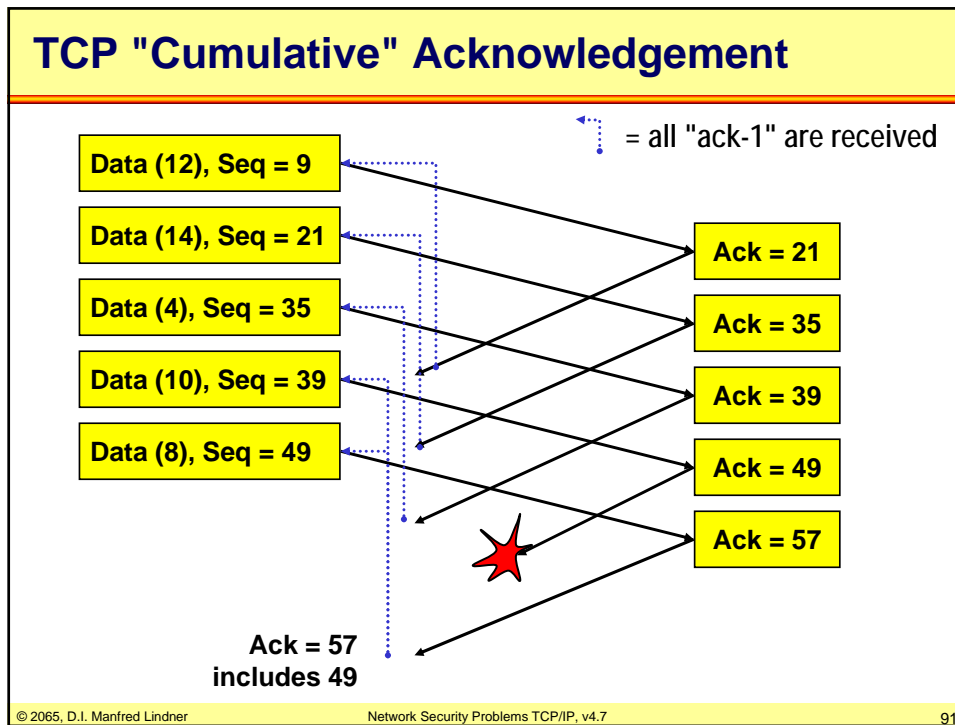 TCP "Cumulative" Acknowledgement
= all "ack-1" are received
Data (12), Seq = 9
Data (14), Seq = 21
Data (4), Seq = 35
Data (10), Seq = 39
Data (8), Seq = 49
Ack = 21
Ack = 35
Ack = 39
Ack = 49
Ack = 57
Ack = 57
includes 49
© 2065, D.I. Manfred Lindner
Network Security Problems TCP/IP, v4.7
91